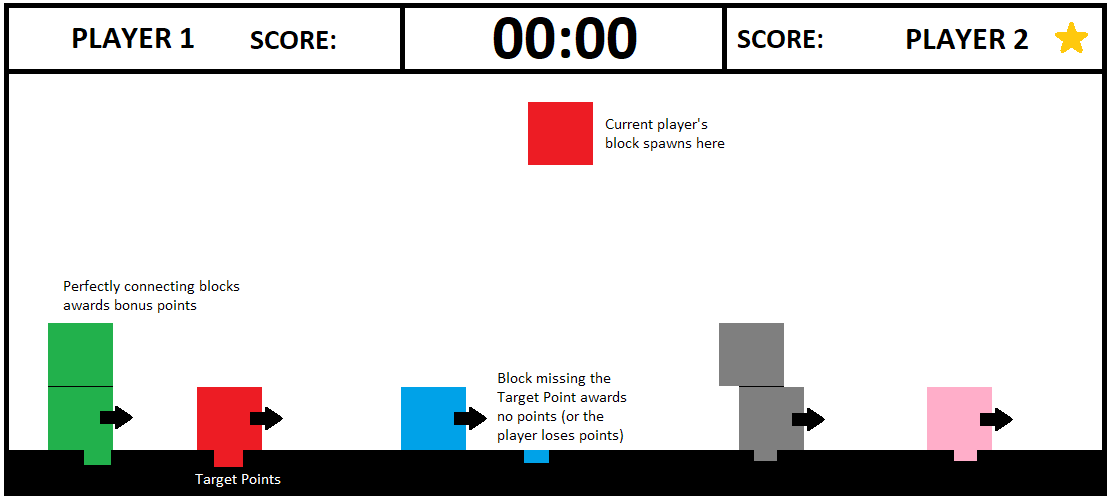 PLAYER 1
SCORE:
00:00
SCORE:
PLAYER 2
Current player's
block spawns here
Perfectly connecting blocks
awards bonus points
Block missing the
Target Point awards
no points (or the
player loses points)
Target Points